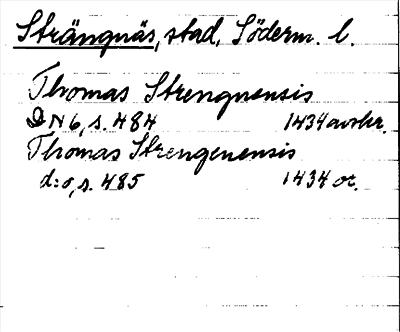 Strängnäs, stad, Söderm. l.
Thomas Strengnensis
DN 6, s. 484 1434 avskr.
Thomas Strengenensis
d:o, s. 485 1434 or.